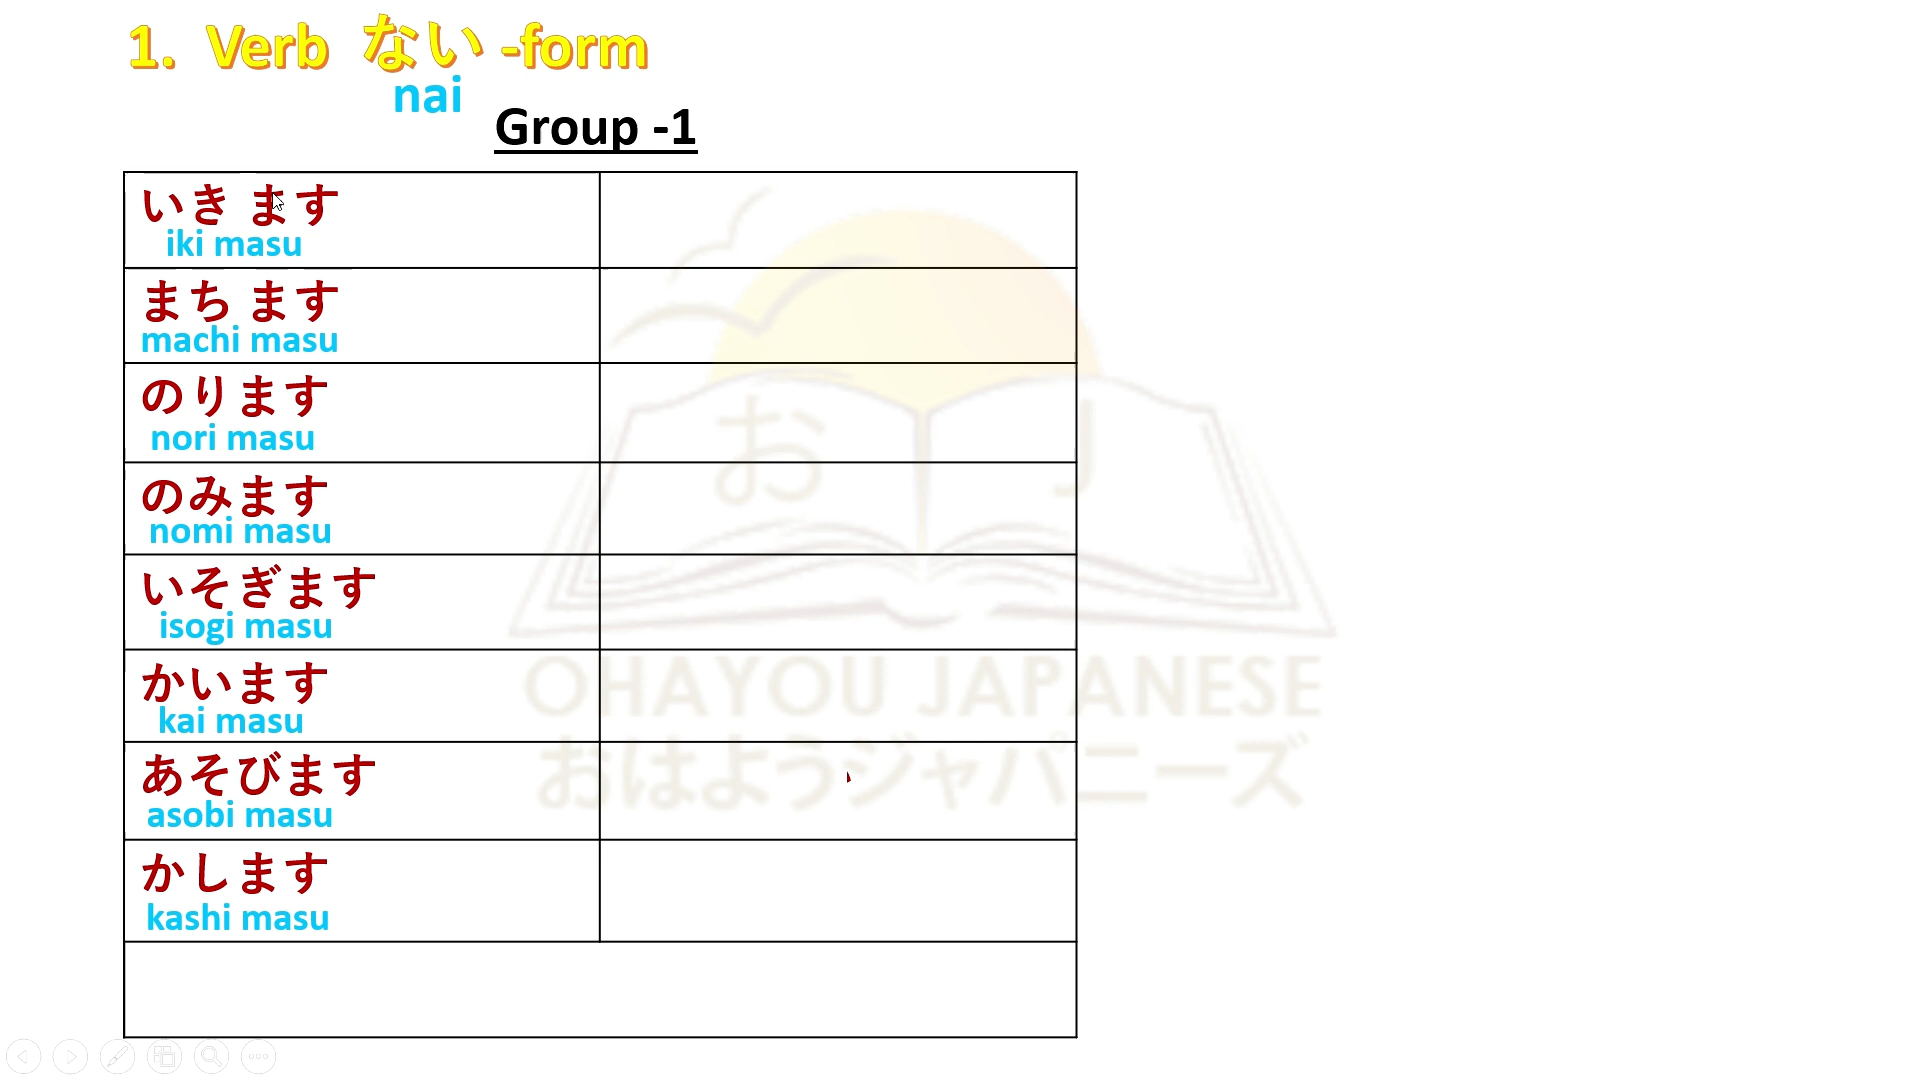 1. Verb ない -form
nai
Group -1
いき ます
iki masu
まち ます
machi masu
のります
nori masu
のみます
nomi masu
いそぎます
isogi masu
かいます
kai masu
あそびます
asobi masu
かします
kashi masu
お リ
OHAYOU JAPANESE
おはようジャパニーズ